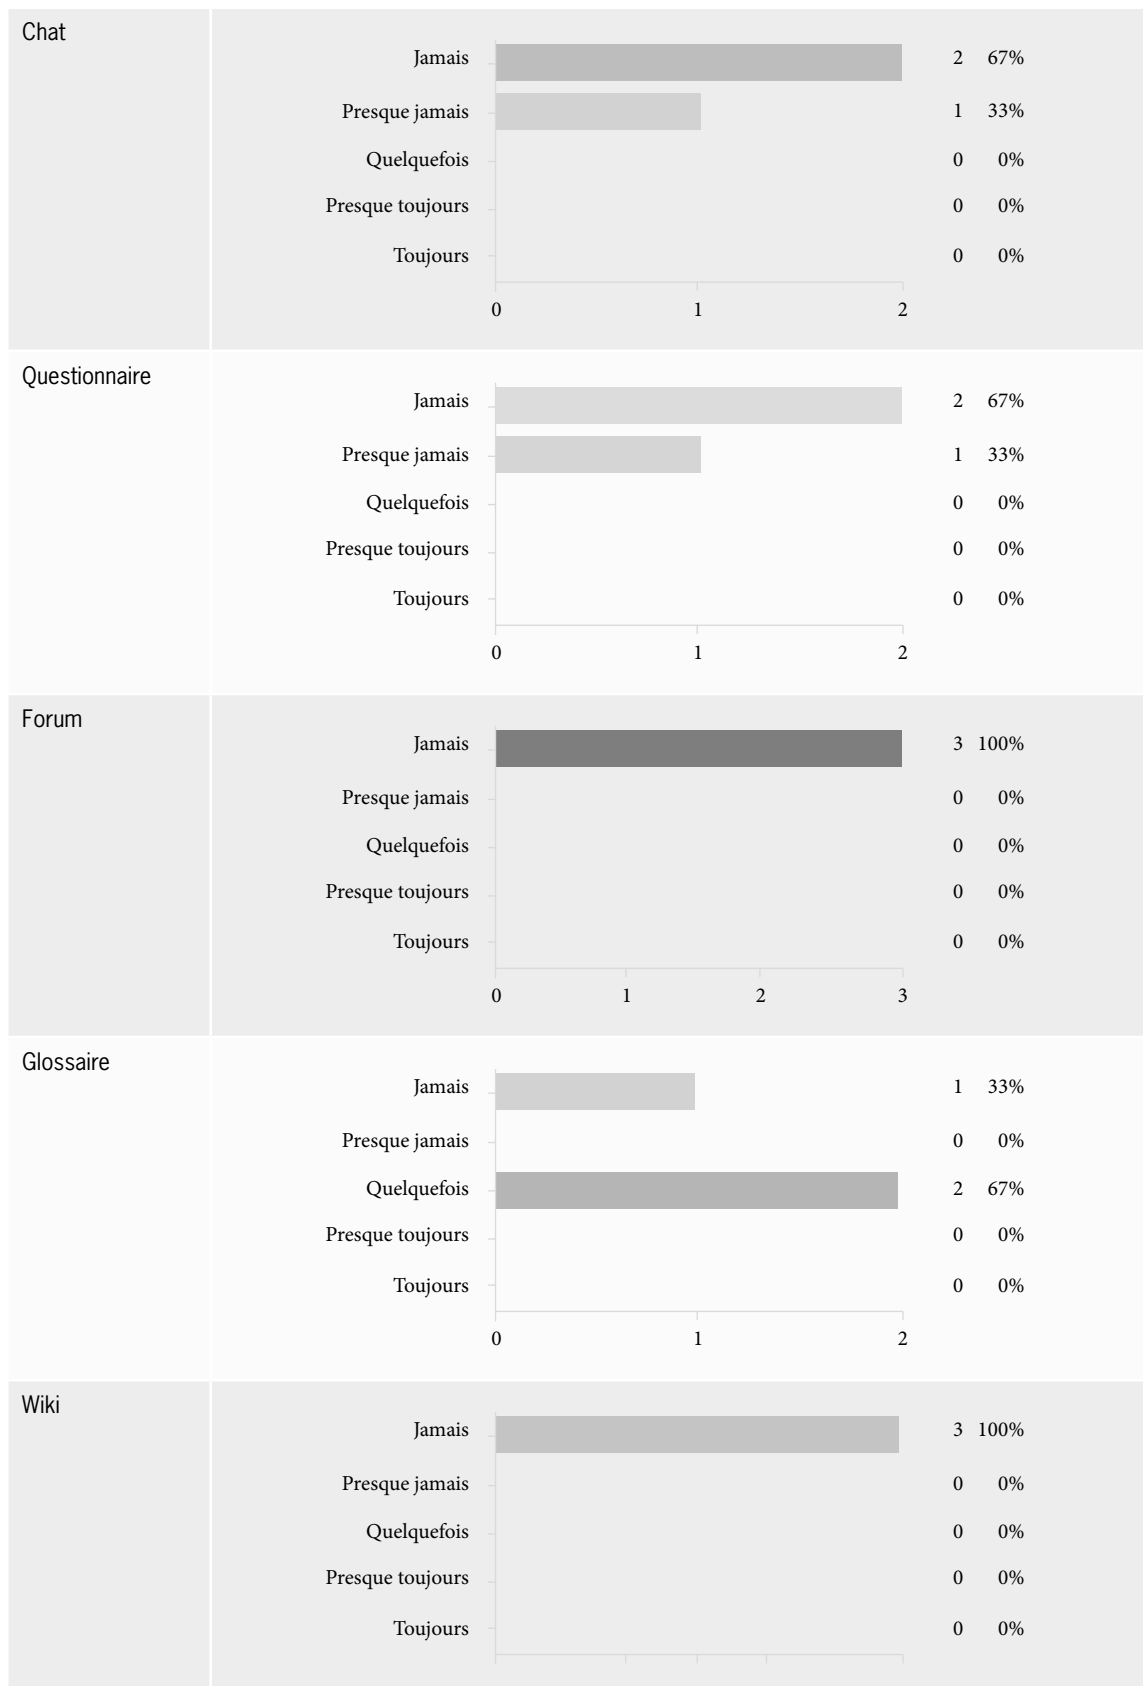 Chat
Jamais 2 67%
Presque jamais 1 33%
Quelquefois 0 0%
Presque toujours 0 0%
Toujours 0 0%
0 1 2
Questionnaire
Jamais 2 67%
Presque jamais 1 33%
Quelquefois 0 0%
Presque toujours 0 0%
Toujours 0 0%
0 1 2
Forum
Jamais 3 100%
Presque jamais 0 0%
Quelquefois 0 0%
Presque toujours 0 0%
Toujours 0 0%
0 1 2 3
Glossaire
Jamais 1 33%
Presque jamais 0 0%
Quelquefois 2 67%
Presque toujours 0 0%
Toujours 0 0%
0 1 2
Wiki
Jamais 3 100%
Presque jamais 0 0%
Quelquefois 0 0%
Presque toujours 0 0%
Toujours 0 0%